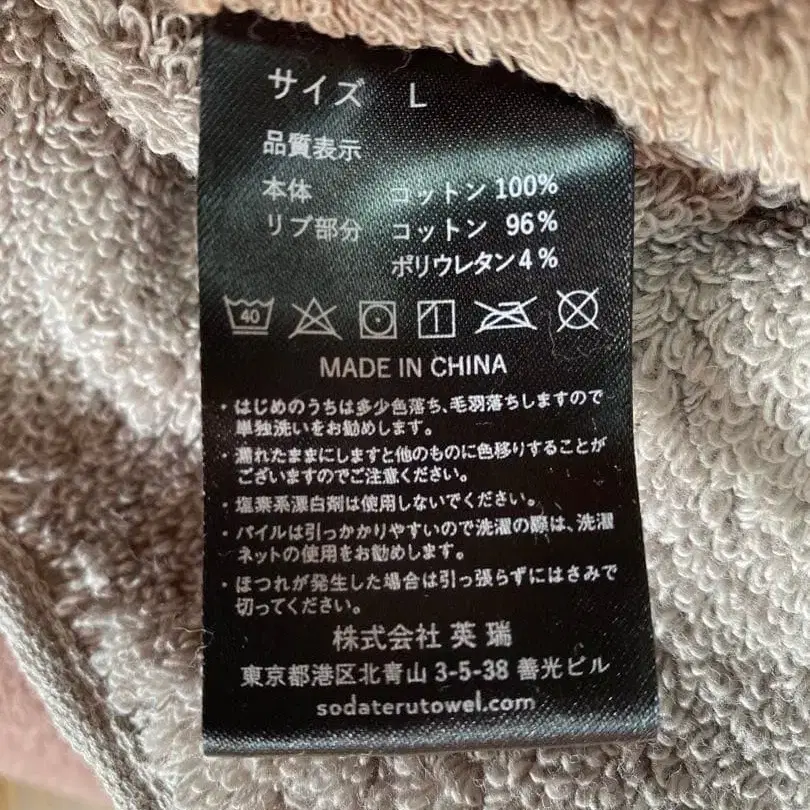 サイズ L
品質表示
本体 コットン 100%
リブ部分 コットン 96%
ポリウレタン 4%
40
MADE IN CHINA
・はじめのうちは多少色落ち、毛羽落ちしますので
単独洗いをお勧めします。
・濡れたままにしますと他のものに色移りすることが
ございますのでご注意ください。
・塩素系漂白剤は使用しないでください。
・パイルは引っかかりやすいので洗濯の際は、洗濯
ネットの使用をお勧めします。
・ほつれが発生した場合は引っ張らずにはさみで
切ってください。
株式会社 英瑞
東京都港区北青山 3-5-38 善光ビル
sodaterutowel.com